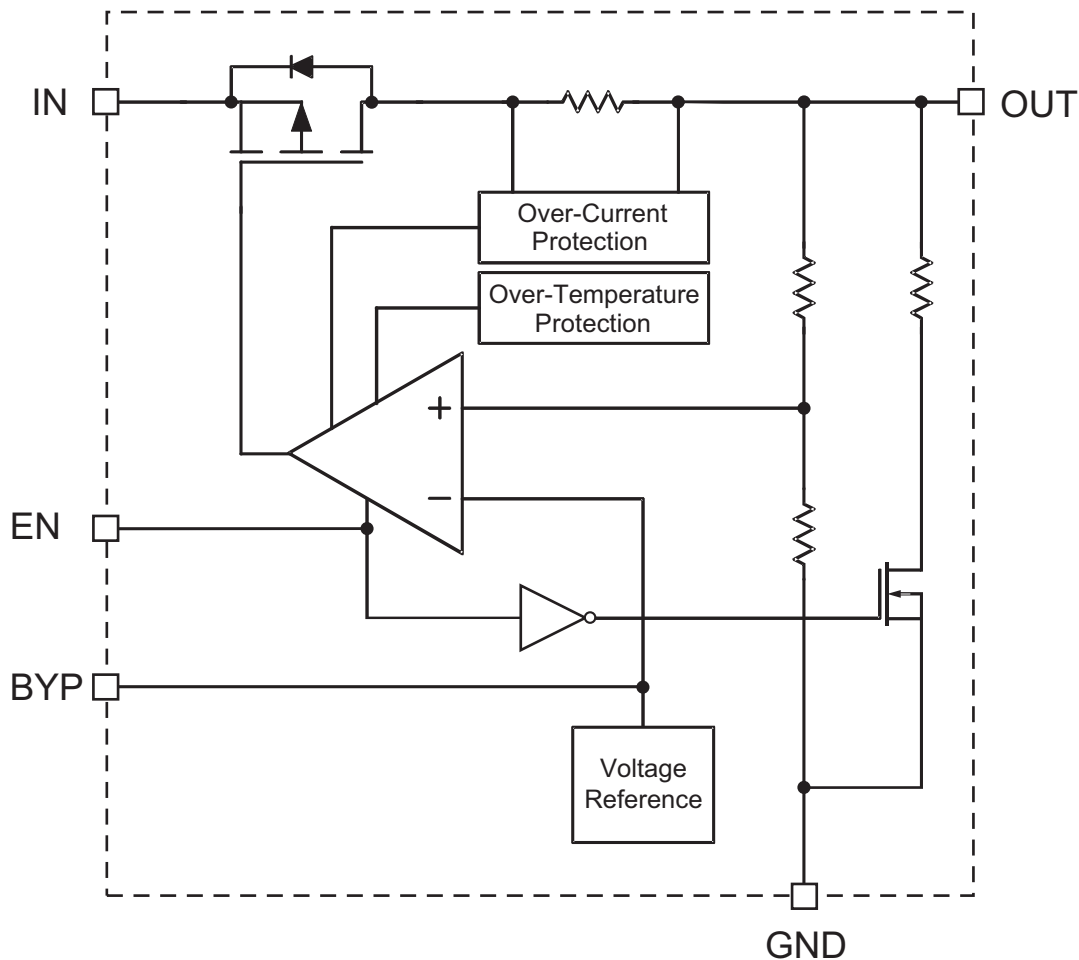 IN
OUT
Over-Current
Protection
Over-Temperature
Protection
+
−
EN
BYP
Voltage
Reference
GND